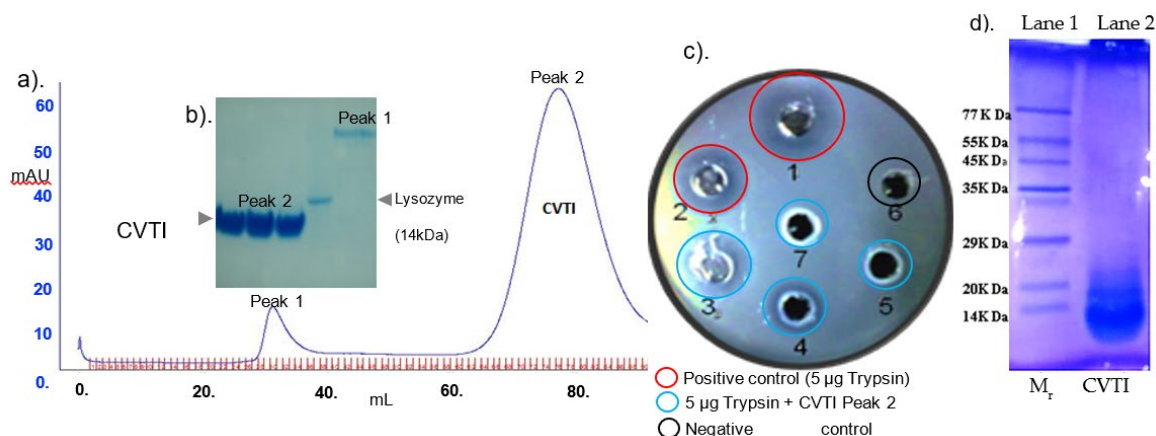 a).
60
50
mAU
40
30
20
10
0.
0.
20.
40.
mL
60.
80.
Peak 1
Peak 2
CVTI
b).
Peak 1
Peak 2
CVTI
Lysozyme
(14kDa)
c).
1
2
3
4
5
6
7
Positive control (5 µg Trypsin)
5 µg Trypsin + CVTI Peak 2
Negative control
d).
Lane 1 Lane 2
77K Da
55K Da
45K Da
35K Da
29K Da
20K Da
14K Da
Mr CVTI